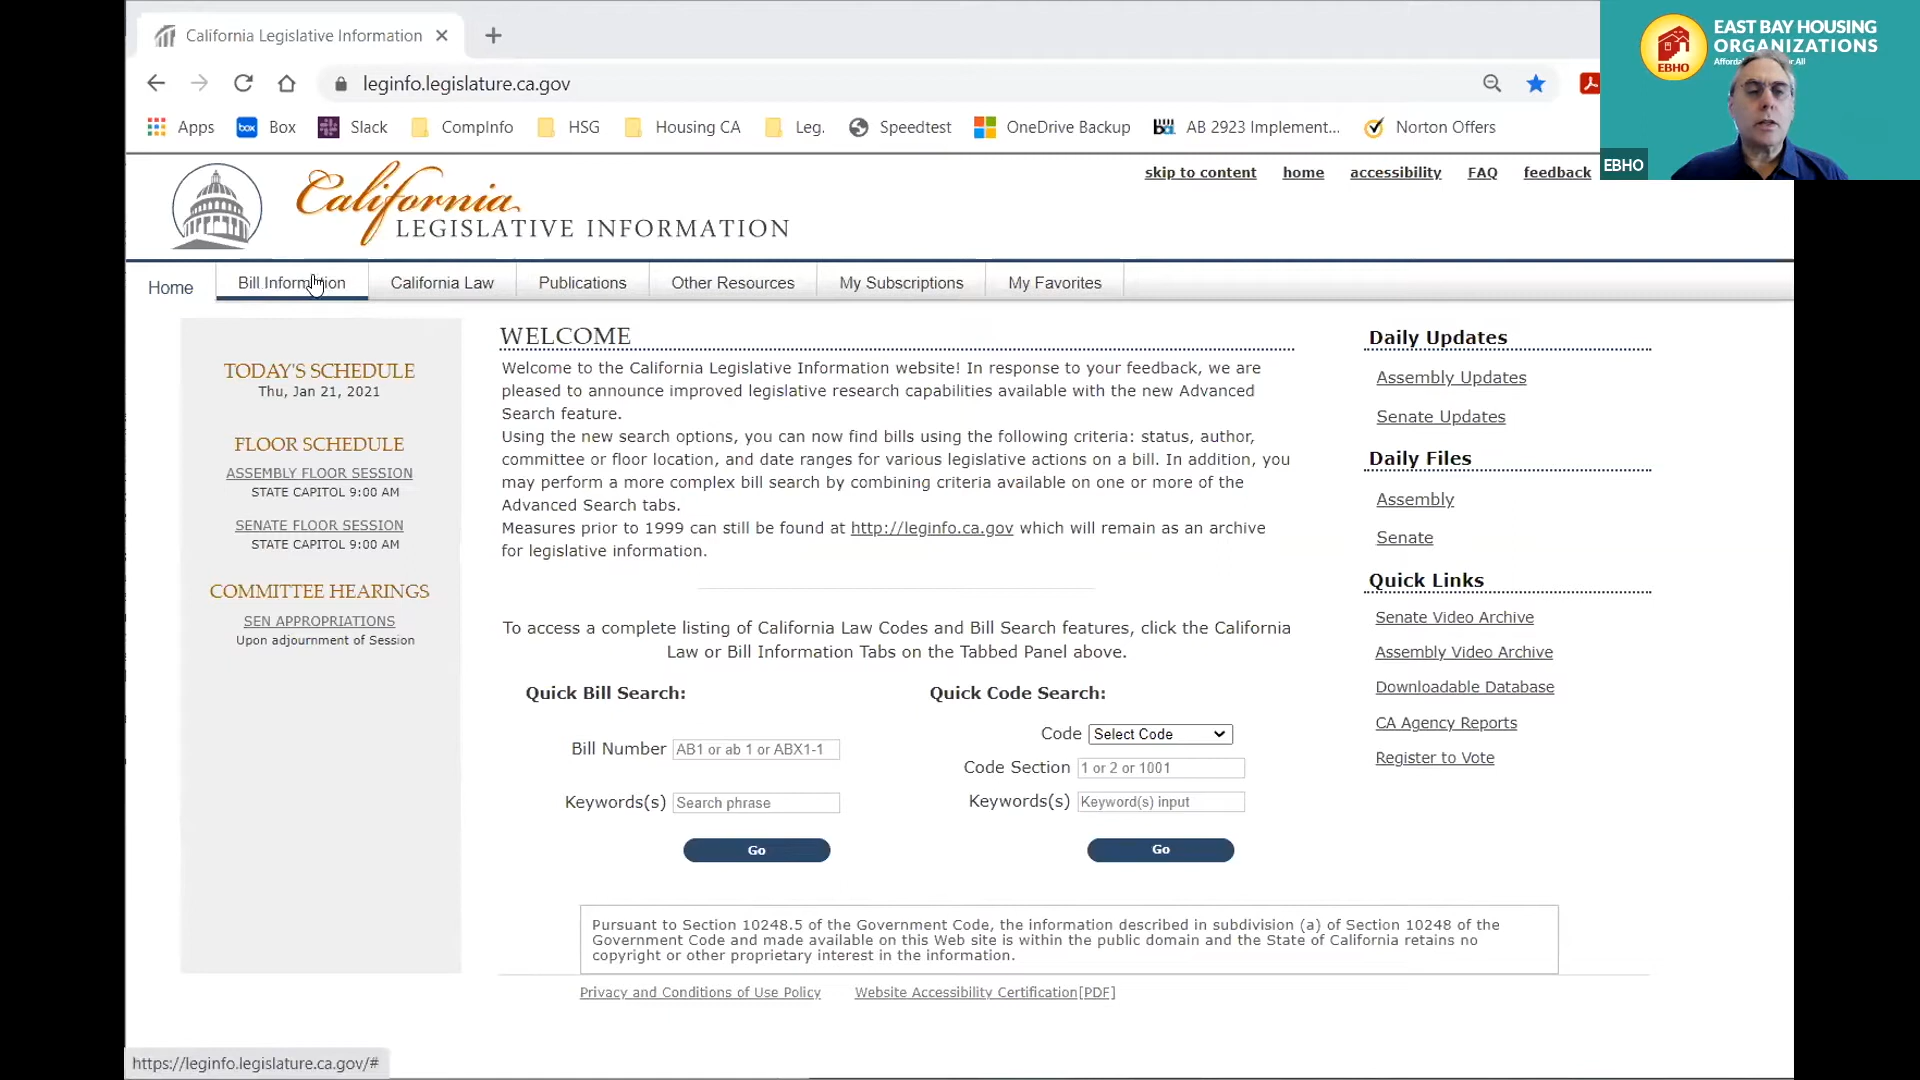 California Legislative Information
EAST BAY HOUSING
ORGANIZATIONS
EBHO
leginfo.legislature.ca.gov
Apps
Box
Slack
CompInfo
HSG
Housing CA
Leg.
Speedtest
OneDrive Backup
AB 2923 Implement...
Norton Offers
EBHO
skip to content
home
accessibility
FAQ
feedback
California
LEGISLATIVE INFORMATION
Home
Bill Information
California Law
Publications
Other Resources
My Subscriptions
My Favorites
TODAY'S SCHEDULE
Thu, Jan 21, 2021
FLOOR SCHEDULE
ASSEMBLY FLOOR SESSION
STATE CAPITOL 9:00 AM
SENATE FLOOR SESSION
STATE CAPITOL 9:00 AM
COMMITTEE HEARINGS
SEN APPROPRIATIONS
Upon adjournment of Session
WELCOME
Welcome to the California Legislative Information website! In response to your feedback, we are
pleased to announce improved legislative research capabilities available with the new Advanced
Search feature.
Using the new search options, you can now find bills using the following criteria: status, author,
committee or floor location, and date ranges for various legislative actions on a bill. In addition, you
may perform a more complex bill search by combining criteria available on one or more of the
Advanced Search tabs.
Measures prior to 1999 can still be found at http://leginfo.ca.gov which will remain as an archive
for legislative information.
To access a complete listing of California Law Codes and Bill Search features, click the California
Law or Bill Information Tabs on the Tabbed Panel above.
Quick Bill Search:
Bill Number AB1 or ab 1 or ABX1-1
Keywords(s) Search phrase
Go
Quick Code Search:
Code Select Code
Code Section 1 or 2 or 1001
Keywords(s) Keyword(s) input
Go
Daily Updates
Assembly Updates
Senate Updates
Daily Files
Assembly
Senate
Quick Links
Senate Video Archive
Assembly Video Archive
Downloadable Database
CA Agency Reports
Register to Vote
Pursuant to Section 10248.5 of the Government Code, the information described in subdivision (a) of Section 10248 of the
Government Code and made available on this Web site is within the public domain and the State of California retains no
copyright or other proprietary interest in the information.
Privacy and Conditions of Use Policy
Website Accessibility Certification[PDF]
https://leginfo.legislature.ca.gov/#